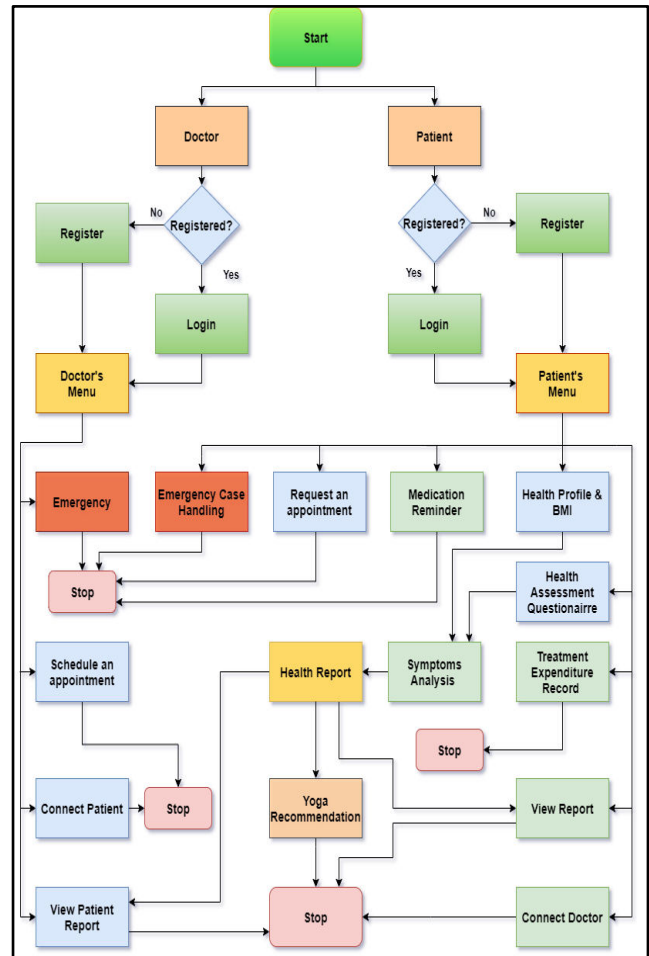 Start
Doctor
Patient
Registered?
No
Yes
Register
Login
Registered?
No
Yes
Register
Login
Doctor's
Menu
Patient's
Menu
Emergency
Emergency Case
Handling
Request an
appointment
Medication
Reminder
Health Profile &
BMI
Stop
Health
Assessment
Questionairre
Schedule an
appointment
Health Report
Symptoms
Analysis
Treatment
Expenditure
Record
Stop
Connect Patient
Stop
Yoga
Recommendation
View Report
View Patient
Report
Stop
Connect Doctor